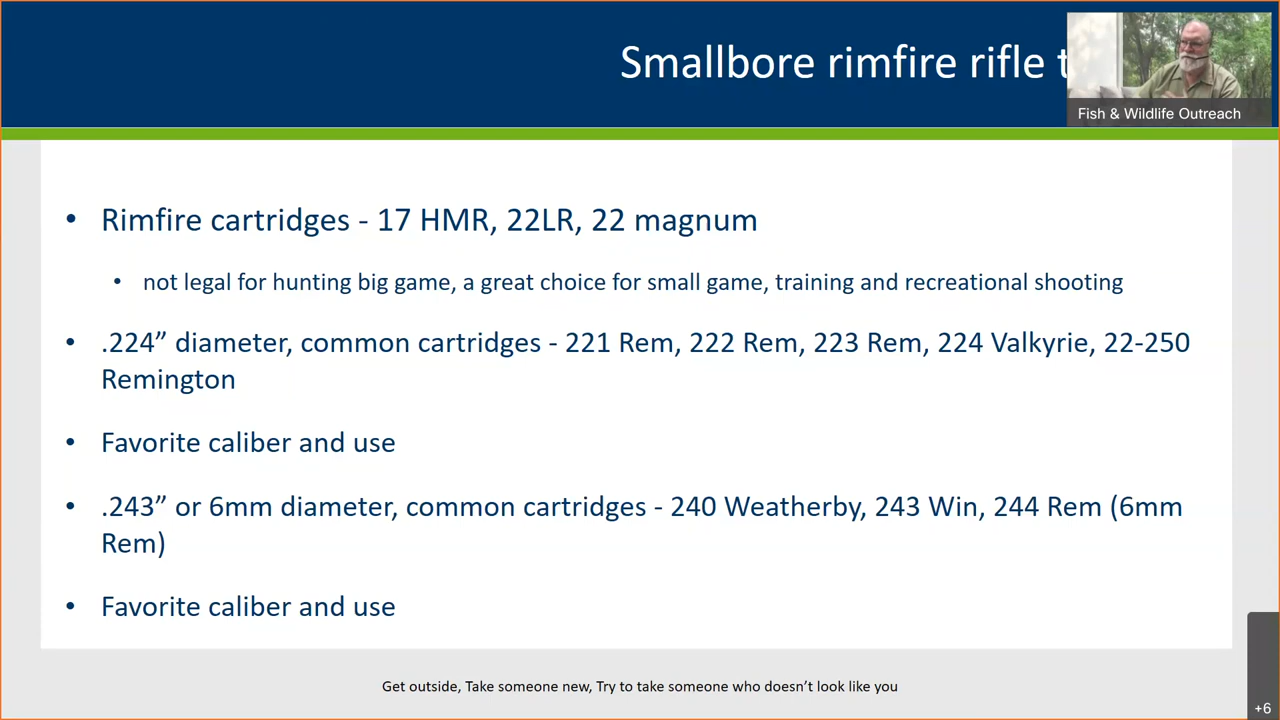 Smallbore rimfire rifle
Fish & Wildlife Outreach
• Rimfire cartridges - 17 HMR, 22LR, 22 magnum
• not legal for hunting big game, a great choice for small game, training and recreational shooting
• .224” diameter, common cartridges - 221 Rem, 222 Rem, 223 Rem, 224 Valkyrie, 22-250
Remington
• Favorite caliber and use
• .243” or 6mm diameter, common cartridges - 240 Weatherby, 243 Win, 244 Rem (6mm
Rem)
• Favorite caliber and use
Get outside, Take someone new, Try to take someone who doesn’t look like you
+6